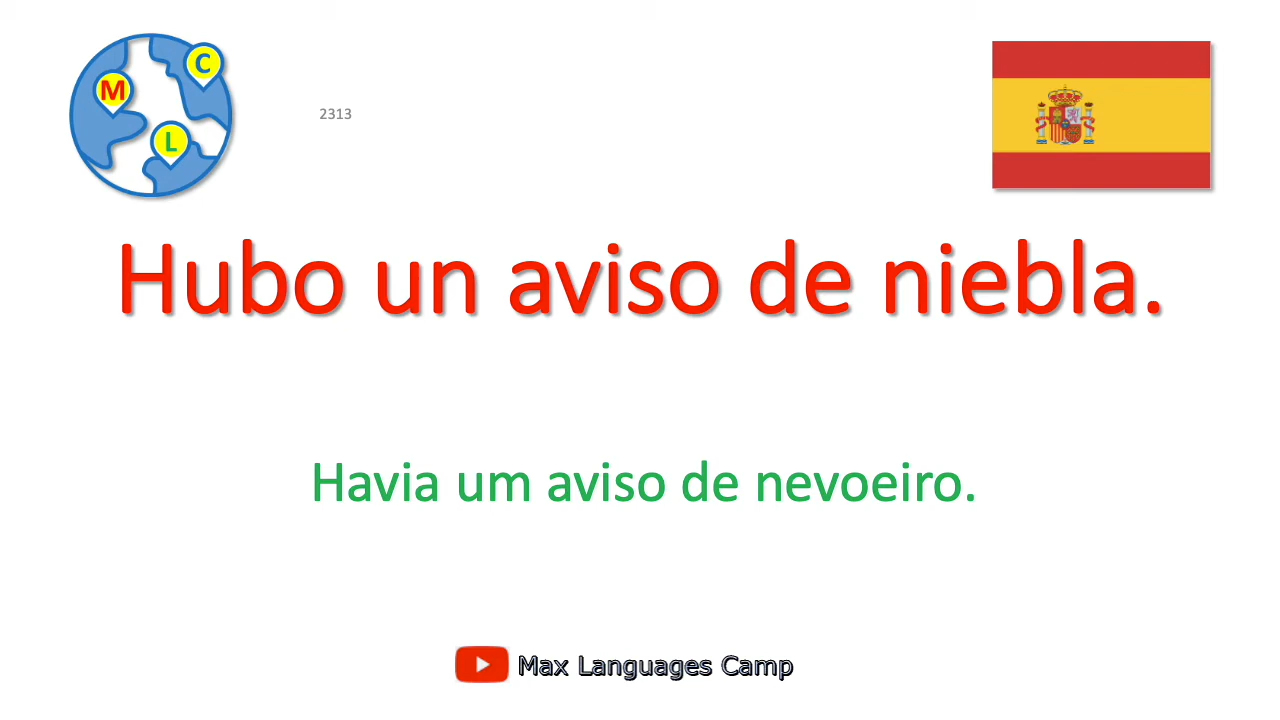 C
M
L
2313
Hubo un aviso de niebla.
Havia um aviso de nevoeiro.
Max Languages Camp